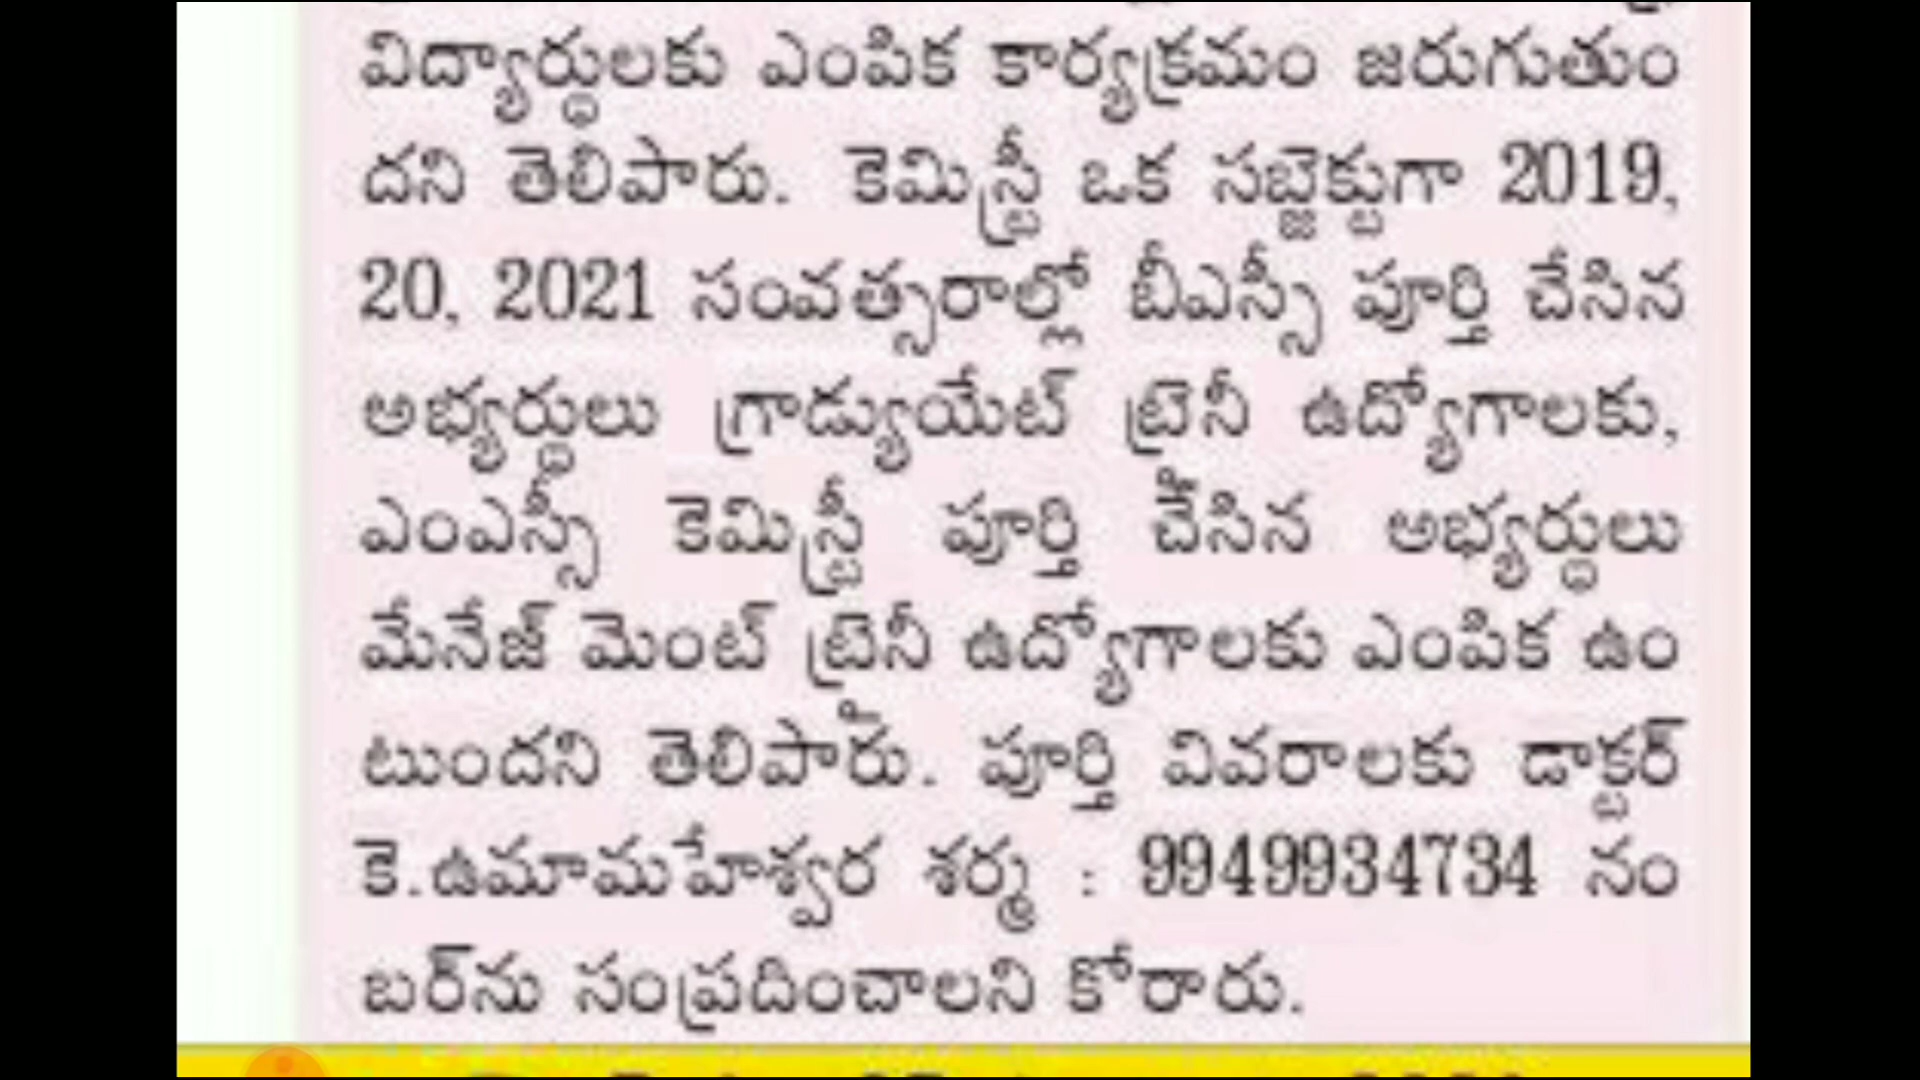 విద్యార్థులకు ఎంపిక కార్యక్రమం జరుగుతుం
దని తెలిపారు. కెమిస్ట్రీ ఒక సబ్జెక్టుగా 2019,
20, 2021 సంవత్సరాల్లో బీఎస్సీ పూర్తి చేసిన
అభ్యర్థులు గ్రాడ్యుయేట్ ట్రైనీ ఉద్యోగాలకు,
ఎంఎస్సీ కెమిస్ట్రీ పూర్తి చేసిన అభ్యర్థులు
మేనేజ్ మెంట్ ట్రైనీ ఉద్యోగాలకు ఎంపిక ఉం
టుందని తెలిపారు. పూర్తి వివరాలకు డాక్టర్
కె.ఉమామహేశ్వర శర్మ : 9949934734 నం
బర్‌ను సంప్రదించాలని కోరారు.